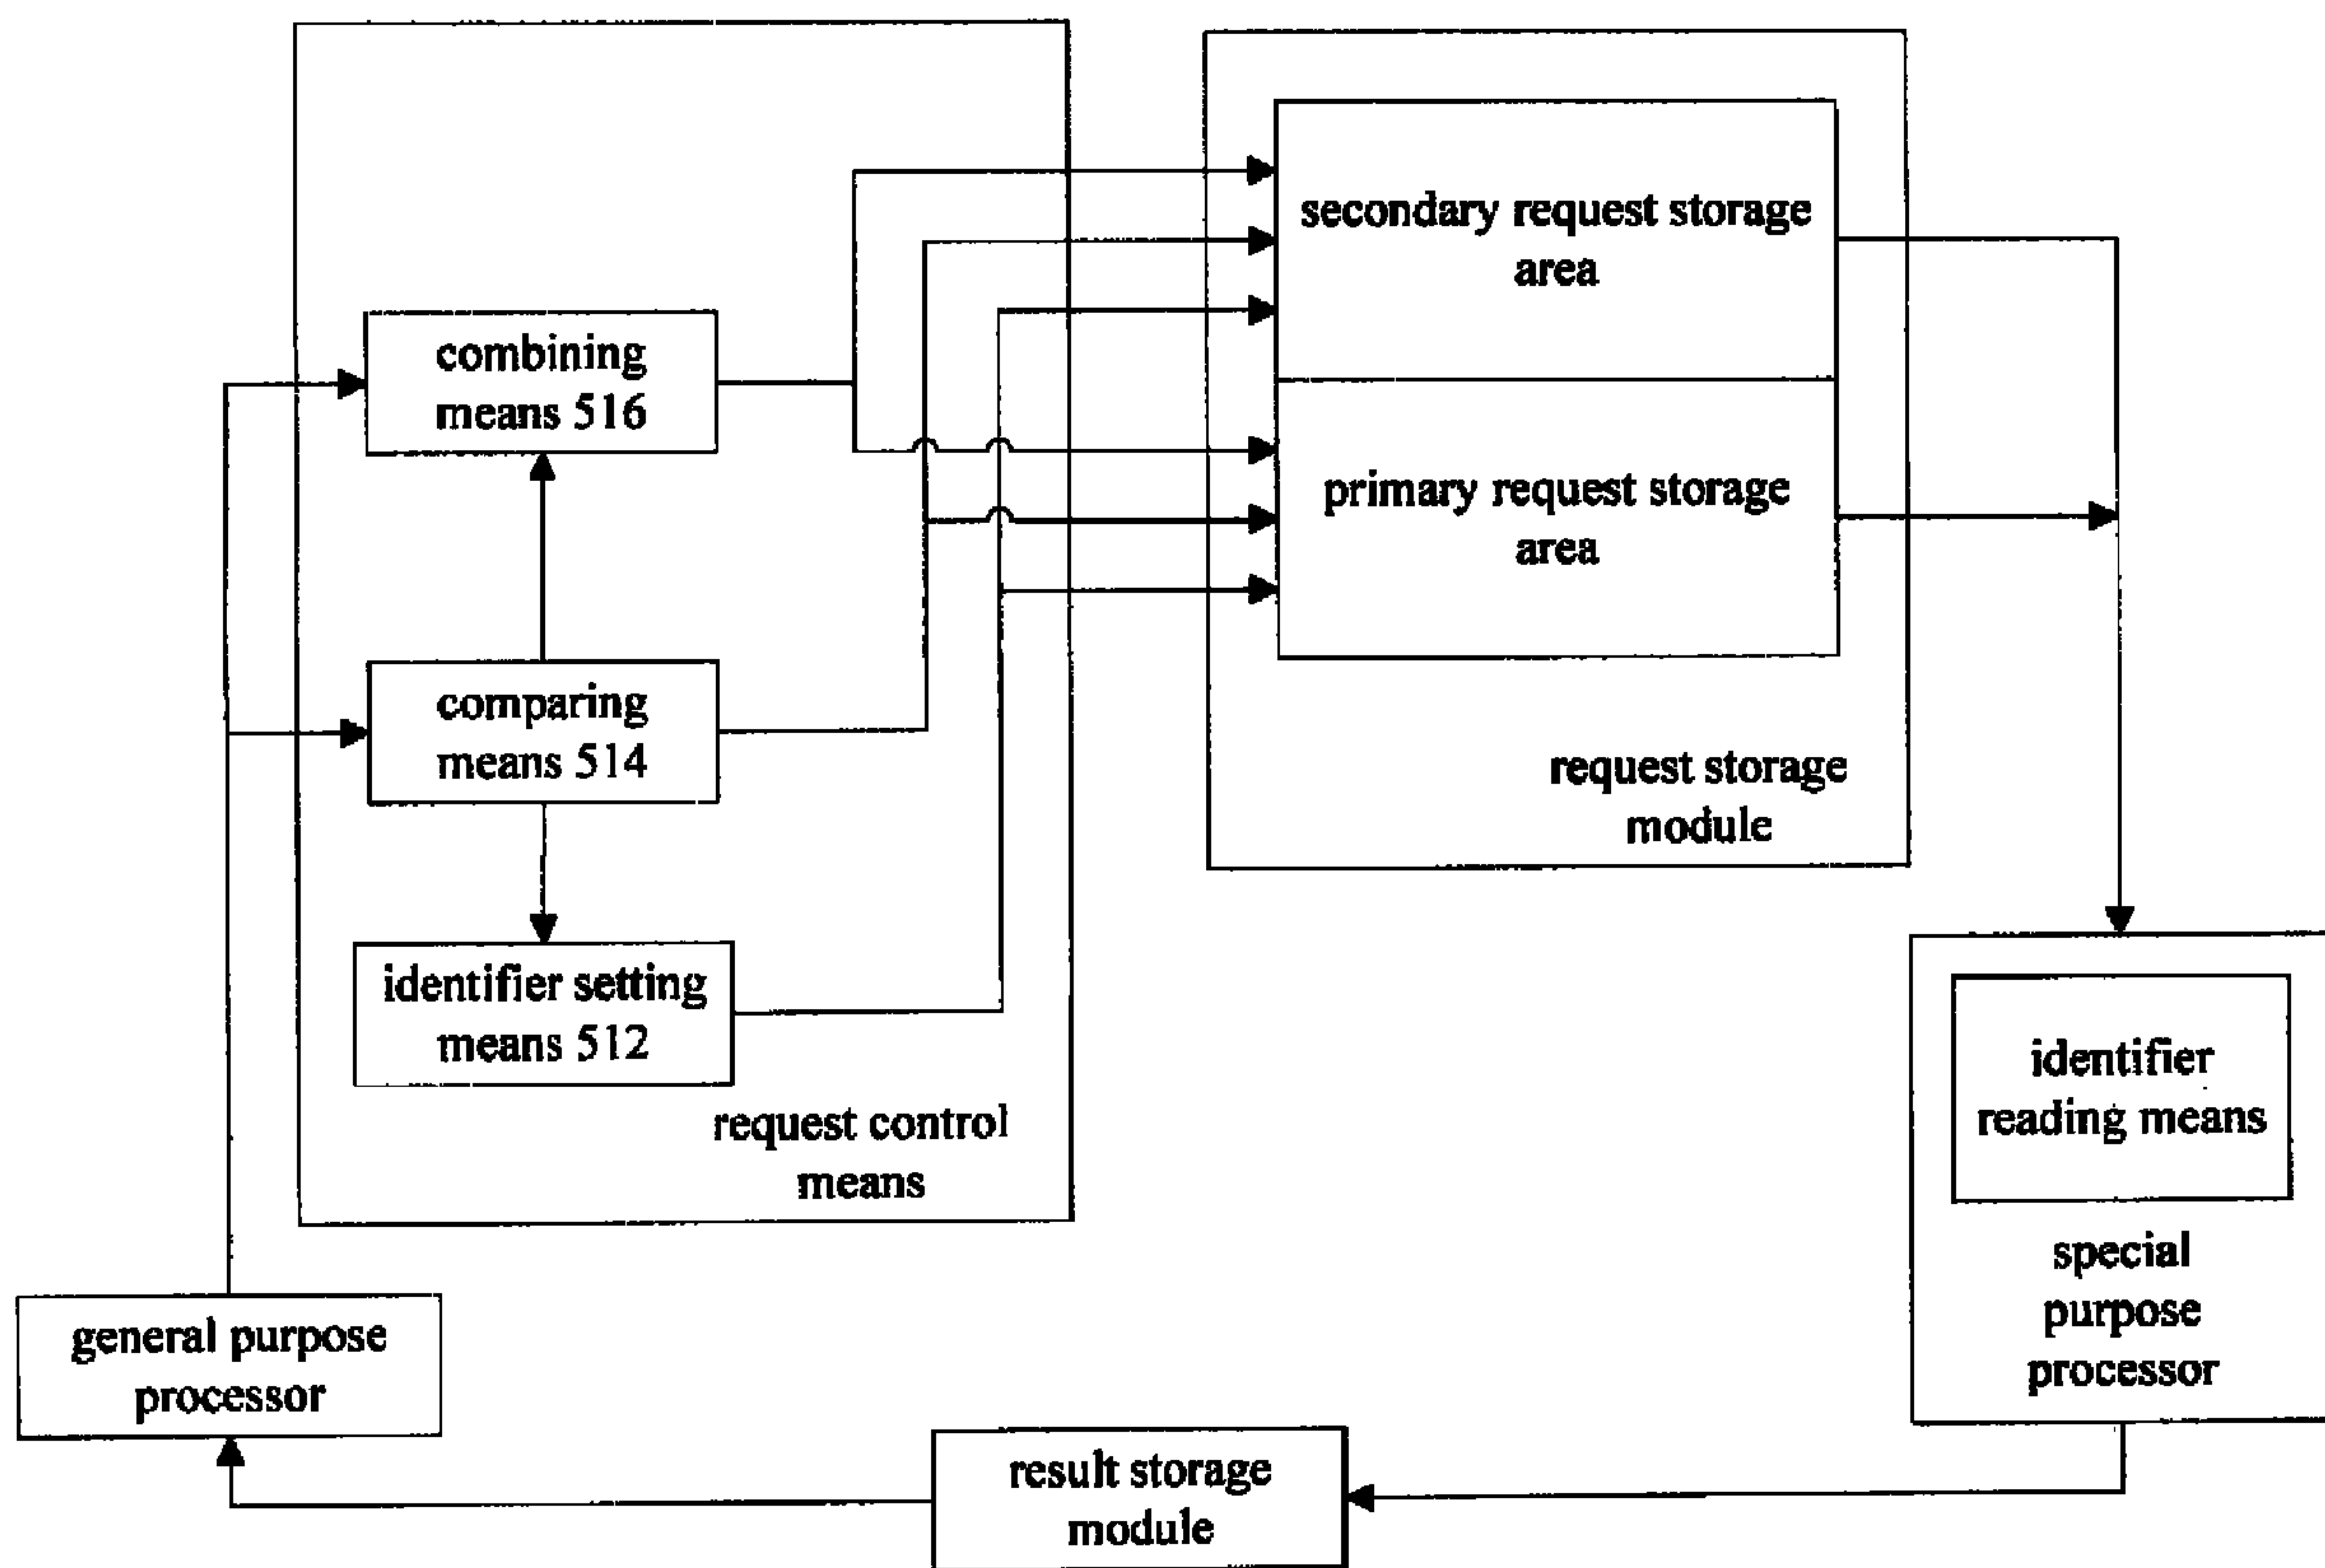 secondary request storage
area
combining
means 516
primary request storage
area
comparing
means 514
request storage
module
identifier setting
means 512
request control
means
identifier
reading means
special
purpose
processor
general purpose
processor
result storage
module